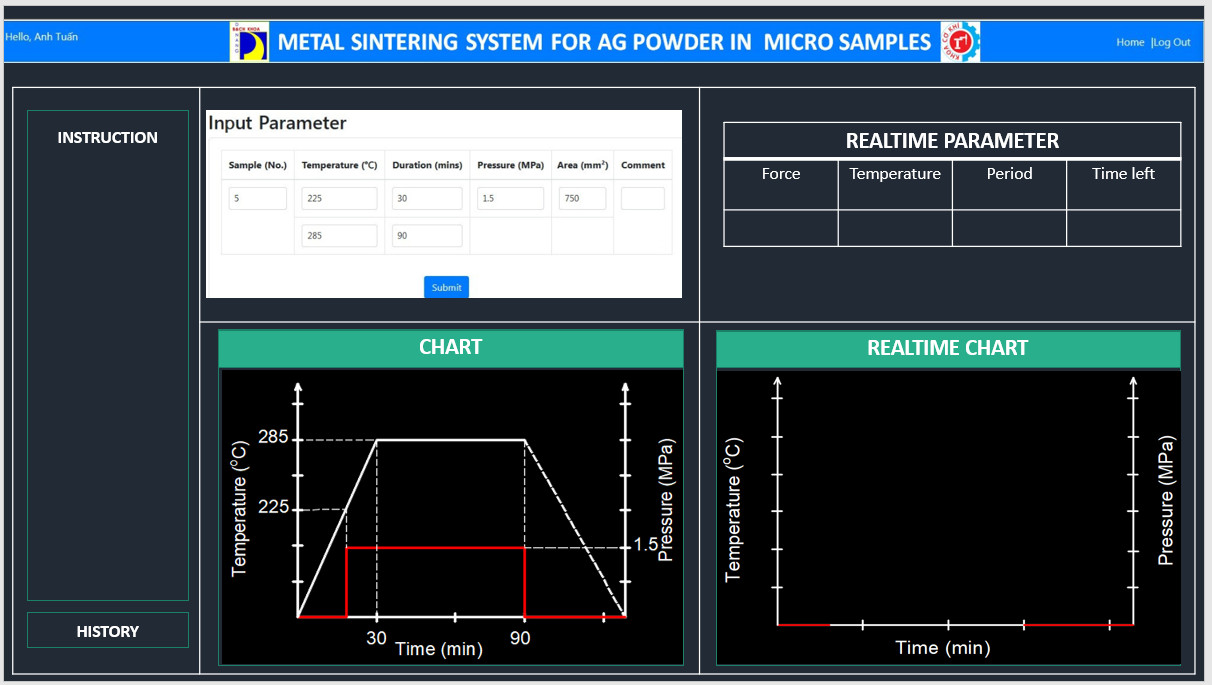 Hello, Anh Tuấn
BÁCH KHOA
METAL SINTERING SYSTEM FOR AG POWDER IN MICRO SAMPLES
KHOA CƠ KHÍ
Home |Log Out
INSTRUCTION
HISTORY
Input Parameter
Sample (No.) Temperature (°C) Duration (mins) Pressure (MPa) Area (mm²) Comment
5 225 30 1.5 750
285 90
Submit
REALTIME PARAMETER
Force Temperature Period Time left
CHART
Temperature (°C)
285
225
1.5
Pressure (MPa)
30 90
Time (min)
REALTIME CHART
Temperature (°C)
Pressure (MPa)
Time (min)